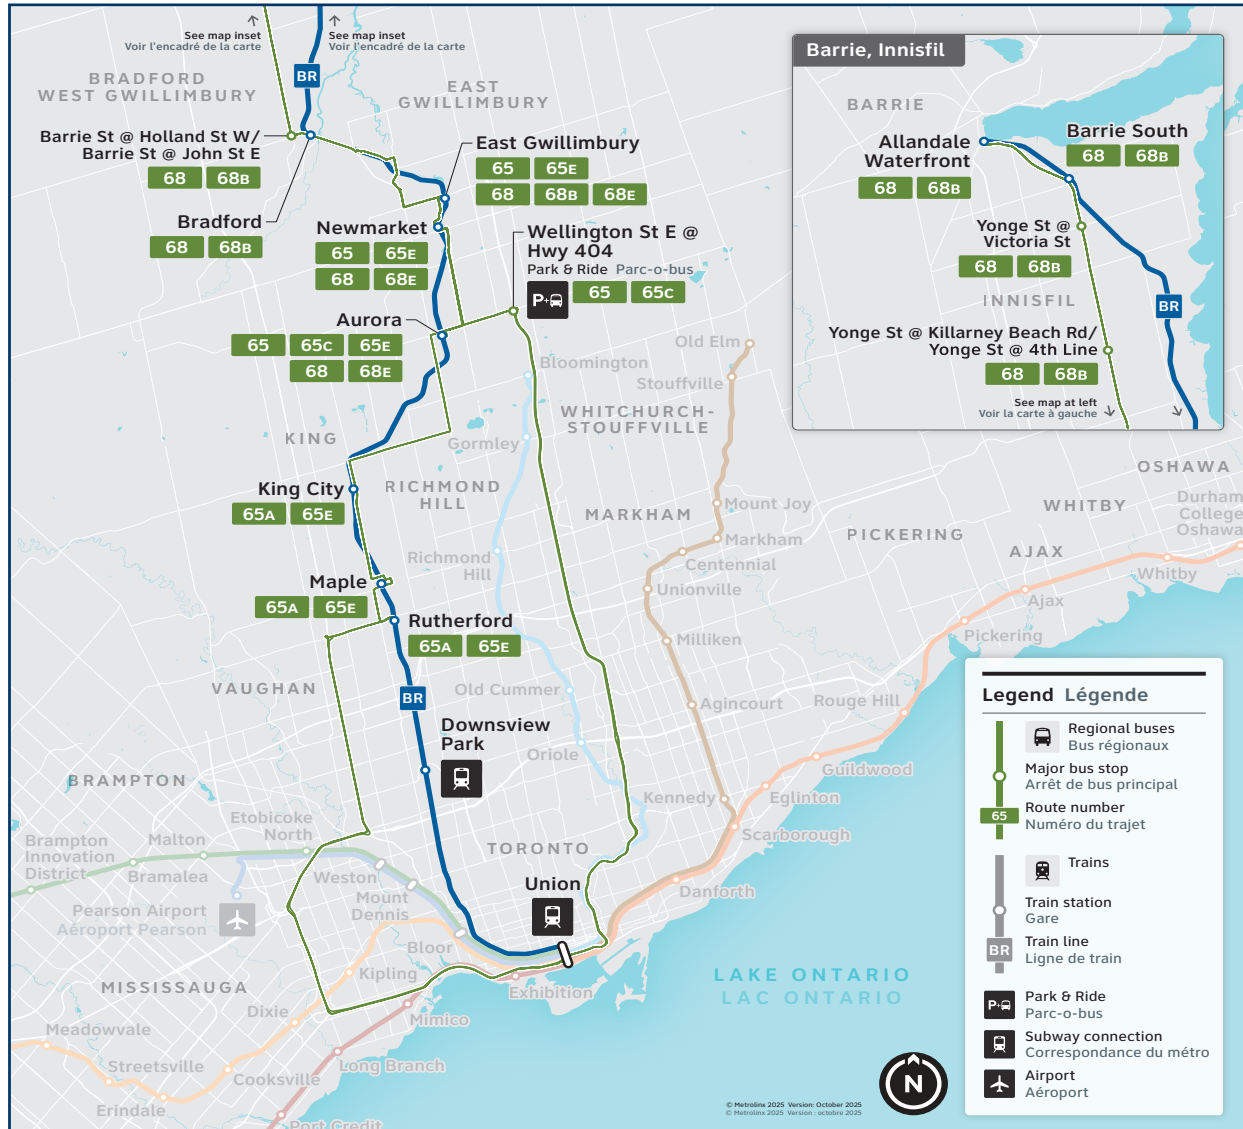 See map inset
Voir l'encadré de la carte
See map inset
Voir l'encadré de la carte
BR
BRADFORD
WEST GWILLIMBURY
EAST
GWILLIMBURY
Barrie St @ Holland St W/
Barrie St @ John St E
68 68B
Bradford
68 68B
East Gwillimbury
65 65E
68 68B 68E
Newmarket
65 65E
68 68E
Wellington St E @
Hwy 404
Park & Ride Parc-o-bus
P+ 65 65C
Aurora
65 65C 65E
68 68E
Barrie, Innisfil
BARRIE
Allandale
Waterfront
68 68B
Barrie South
68 68B
Yonge St @
Victoria St
68 68B
INNISFIL
BR
Yonge St @ Killarney Beach Rd/
Yonge St @ 4th Line
68 68B
See map at left
Voir la carte à gauche
Old Elm
Bloomington
Stouffville
WHITCHURCH-
STOUFFVILLE
KING
Gormley
King City
65A 65E
RICHMOND
HILL
MARKHAM
Mount Joy
Markham
Centennial
Richmond
Hill
Unionville
PICKERING
OSHAWA
WHITBY
Durham
College
Oshawa
AJAX
Whitby
Ajax
Pickering
Maple
65A 65E
Rutherford
65A 65E
Milliken
VAUGHAN
BR
Old Cummer
Agincourt
Rouge Hill
Downsview
Park
Oriole
Guildwood
BRAMPTON
Kennedy
Eglinton
Etobicoke
North
Scarborough
Brampton
Innovation
District
Malton
Bramalea
TORONTO
Weston
Mount
Dennis
Union
Danforth
Pearson Airport
Aéroport Pearson
Bloor
Kipling
MISSISSAUGA
Exhibition
Dixie
Mimico
LAKE ONTARIO
LAC ONTARIO
Meadowvale
Long Branch
Streetsville
Cooksville
Erindale
Port Credit
N
© Metrolinx 2025 Version: October 2025
© Metrolinx 2025 Version : octobre 2025
Legend Légende
Regional buses
Bus régionaux
Major bus stop
Arrêt de bus principal
65
Route number
Numéro du trajet
Trains
Train station
Gare
BR
Train line
Ligne de train
P+
Park & Ride
Parc-o-bus
Subway connection
Correspondance du métro
Airport
Aéroport